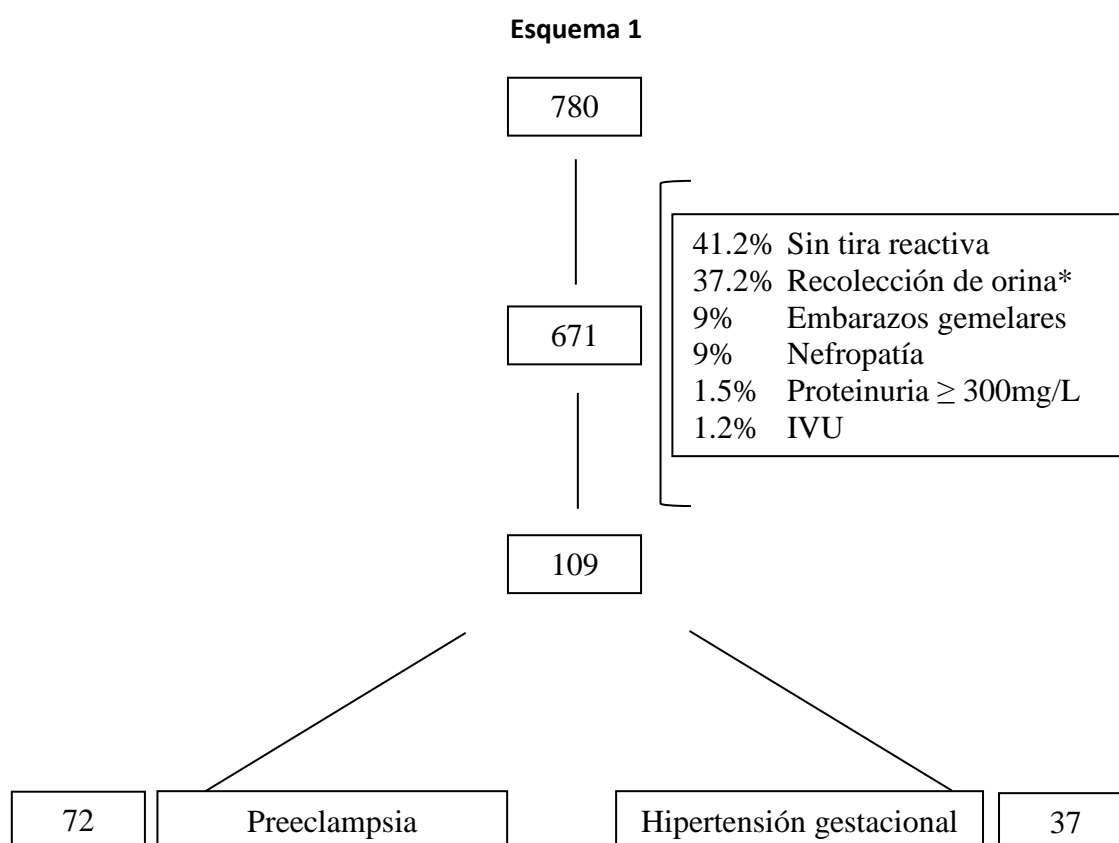 Esquema 1
780
671
41.2% Sin tira reactiva
37.2% Recolección de orina*
9% Embarazos gemelares
9% Nefropatía
1.5% Proteinuria ≥ 300mg/L
1.2% IVU
109
72 Preeclampsia Hipertensión gestacional 37